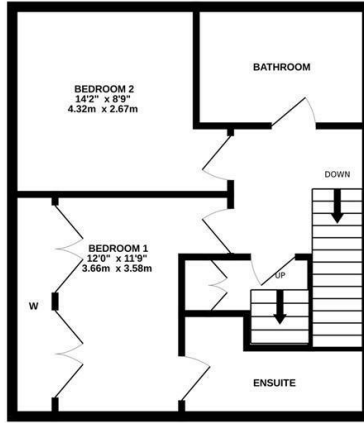 BATHROOM
BEDROOM 2
14'2" x 8'9"
4.32m x 2.67m
DOWN
BEDROOM 1
12'0" x 11'9"
3.66m x 3.58m
UP
W
ENSUITE